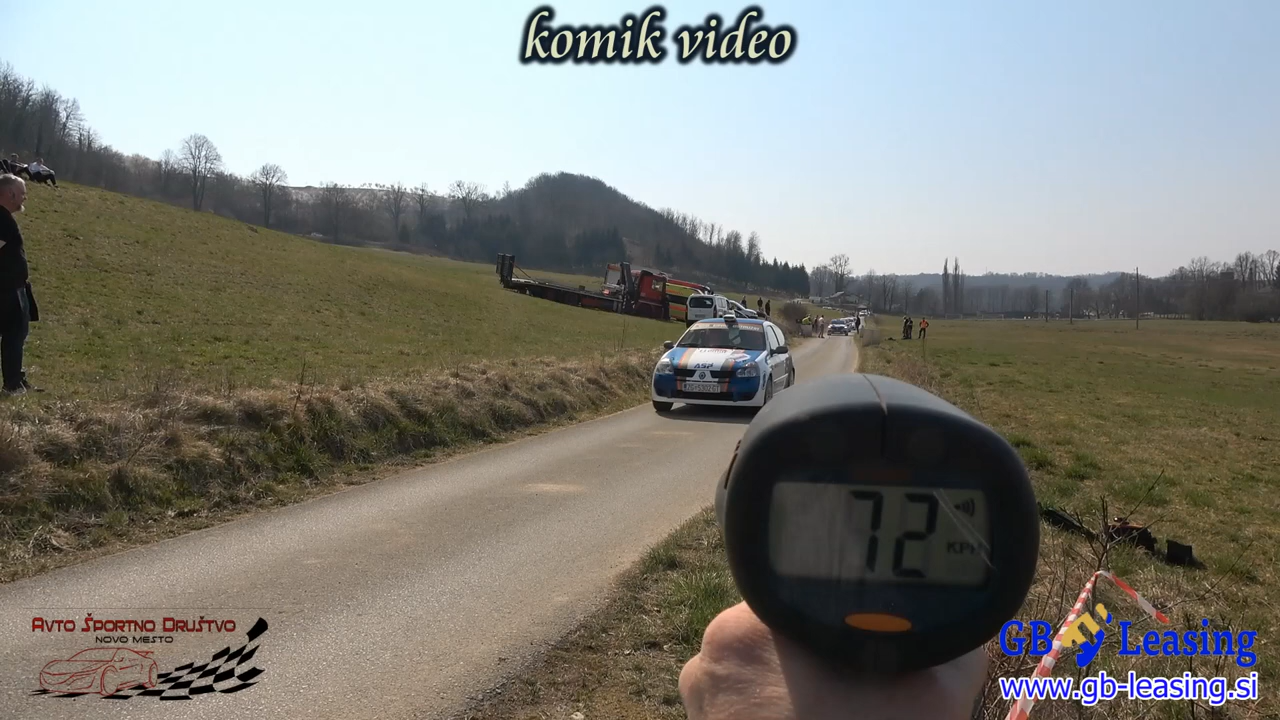 komik video
72
KPH
AVTO ŠPORTNO DRUŠTVO
NOVO MESTO
GB Leasing
www.gb-leasing.si